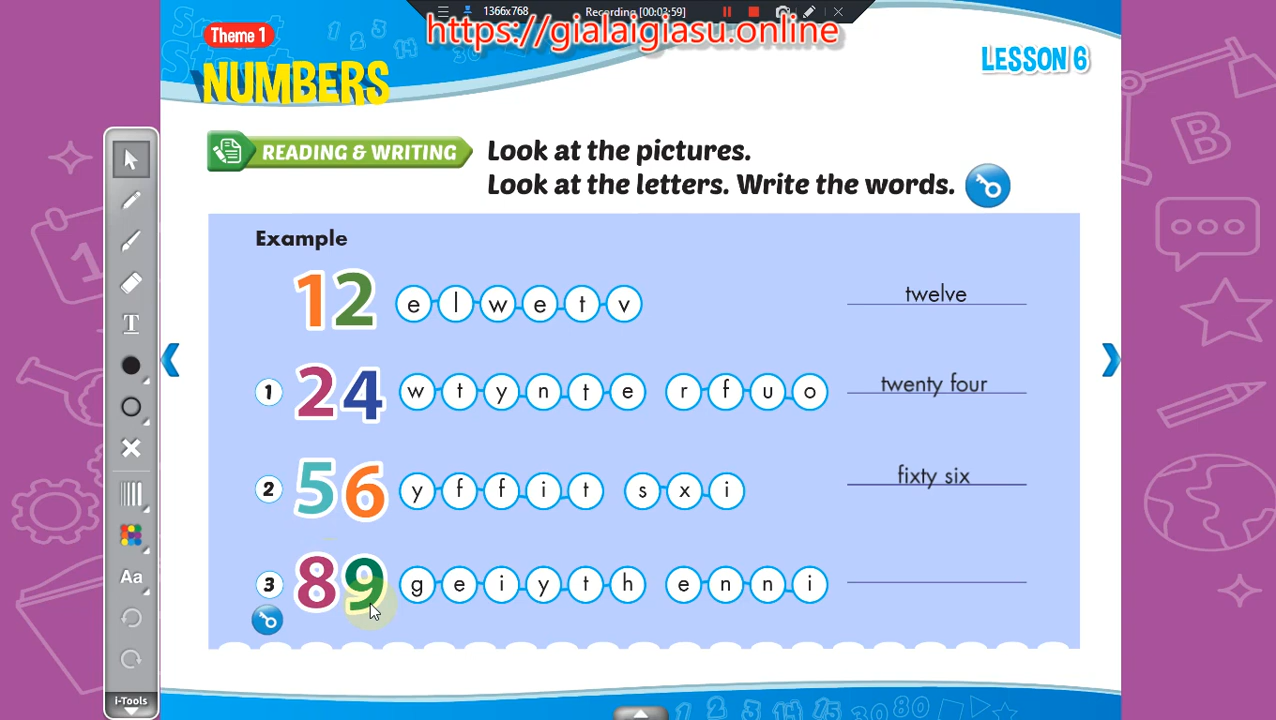 1366x768 Recording [00:03:59]
https://gialaigiasu.online
Theme 1
NUMBERS
LESSON 6
READING & WRITING
Look at the pictures.
Look at the letters. Write the words.
Example
12 e l w e t v twelve
1 24 w t y n t e r f u o twenty four
2 56 y f f i t s x i fixty six
3 89 g e i y t h e n n i
T
Aa
i-Tools